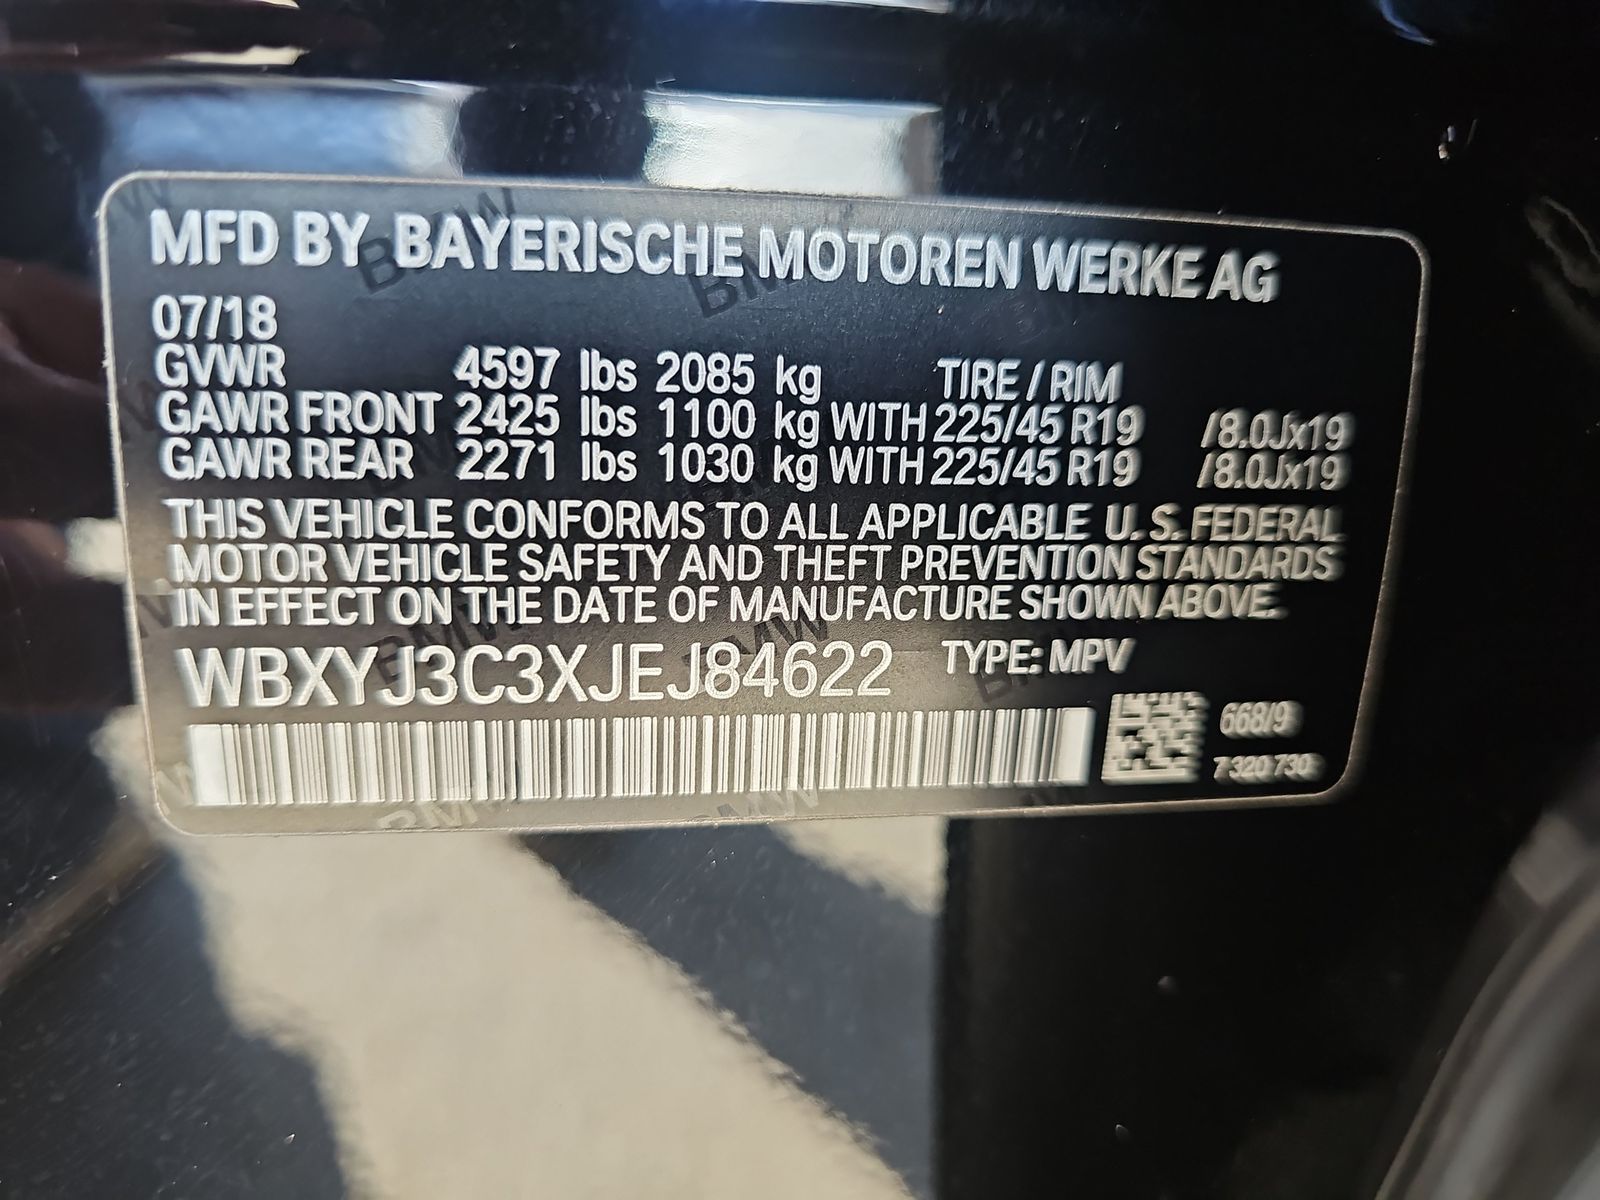 MFD BY BAYERISCHE MOTOREN WERKE AG
07/18
GVWR 4597 lbs 2085 kg TIRE / RIM
GAWR FRONT 2425 lbs 1100 kg WITH 225/45 R19 /8.0Jx19
GAWR REAR 2271 lbs 1030 kg WITH 225/45 R19 /8.0Jx19
THIS VEHICLE CONFORMS TO ALL APPLICABLE U.S. FEDERAL
MOTOR VEHICLE SAFETY AND THEFT PREVENTION STANDARDS
IN EFFECT ON THE DATE OF MANUFACTURE SHOWN ABOVE.
WBXYJ3C3XJEJ84622 TYPE: MPV
668/9
7 320 730